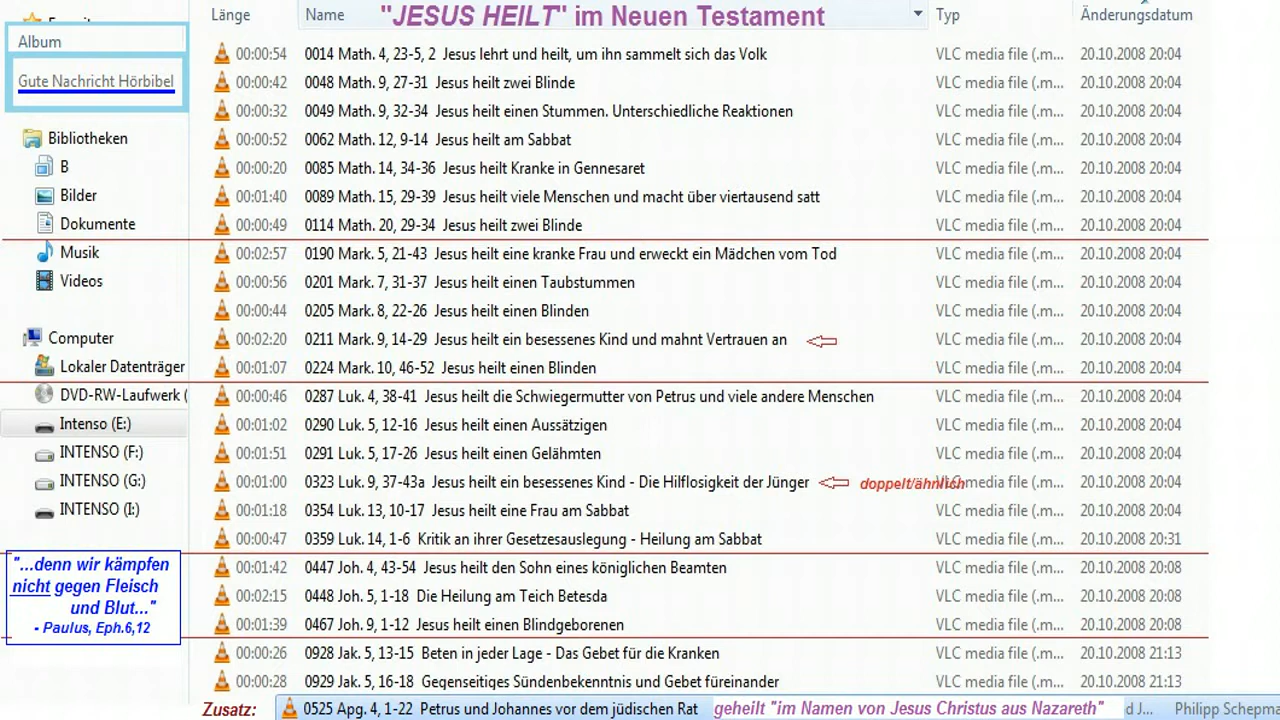 Länge Name "JESUS HEILT" im Neuen Testament Typ Änderungsdatum
Album
Gute Nachricht Hörbibel
Bibliotheken
B
Bilder
Dokumente
Musik
Videos
Computer
Lokaler Datenträger
DVD-RW-Laufwerk (
Intenso (E:)
INTENSO (F:)
INTENSO (G:)
INTENSO (I:)
"...denn wir kämpfen
nicht gegen Fleisch
und Blut..."
- Paulus, Eph.6,12
00:00:54 0014 Math. 4, 23-5, 2 Jesus lehrt und heilt, um ihn sammelt sich das Volk VLC media file (.m... 20.10.2008 20:04
00:00:42 0048 Math. 9, 27-31 Jesus heilt zwei Blinde VLC media file (.m... 20.10.2008 20:04
00:00:32 0049 Math. 9, 32-34 Jesus heilt einen Stummen. Unterschiedliche Reaktionen VLC media file (.m... 20.10.2008 20:04
00:00:52 0062 Math. 12, 9-14 Jesus heilt am Sabbat VLC media file (.m... 20.10.2008 20:04
00:00:20 0085 Math. 14, 34-36 Jesus heilt Kranke in Gennesaret VLC media file (.m... 20.10.2008 20:04
00:01:40 0089 Math. 15, 29-39 Jesus heilt viele Menschen und macht über viertausend satt VLC media file (.m... 20.10.2008 20:04
00:00:49 0114 Math. 20, 29-34 Jesus heilt zwei Blinde VLC media file (.m... 20.10.2008 20:04
00:02:57 0190 Mark. 5, 21-43 Jesus heilt eine kranke Frau und erweckt ein Mädchen vom Tod VLC media file (.m... 20.10.2008 20:04
00:00:56 0201 Mark. 7, 31-37 Jesus heilt einen Taubstummen VLC media file (.m... 20.10.2008 20:04
00:00:44 0205 Mark. 8, 22-26 Jesus heilt einen Blinden VLC media file (.m... 20.10.2008 20:04
00:02:20 0211 Mark. 9, 14-29 Jesus heilt ein besessenes Kind und mahnt Vertrauen an VLC media file (.m... 20.10.2008 20:04
00:01:07 0224 Mark. 10, 46-52 Jesus heilt einen Blinden VLC media file (.m... 20.10.2008 20:04
00:00:46 0287 Luk. 4, 38-41 Jesus heilt die Schwiegermutter von Petrus und viele andere Menschen VLC media file (.m... 20.10.2008 20:04
00:01:02 0290 Luk. 5, 12-16 Jesus heilt einen Aussätzigen VLC media file (.m... 20.10.2008 20:04
00:01:51 0291 Luk. 5, 17-26 Jesus heilt einen Gelähmten VLC media file (.m... 20.10.2008 20:04
00:01:00 0323 Luk. 9, 37-43a Jesus heilt ein besessenes Kind - Die Hilflosigkeit der Jünger doppelt/ähnlich media file (.m... 20.10.2008 20:04
00:01:18 0354 Luk. 13, 10-17 Jesus heilt eine Frau am Sabbat VLC media file (.m... 20.10.2008 20:04
00:00:47 0359 Luk. 14, 1-6 Kritik an ihrer Gesetzesauslegung - Heilung am Sabbat VLC media file (.m... 20.10.2008 20:31
00:01:42 0447 Joh. 4, 43-54 Jesus heilt den Sohn eines königlichen Beamten VLC media file (.m... 20.10.2008 20:08
00:02:15 0448 Joh. 5, 1-18 Die Heilung am Teich Betesda VLC media file (.m... 20.10.2008 20:08
00:01:39 0467 Joh. 9, 1-12 Jesus heilt einen Blindgeborenen VLC media file (.m... 20.10.2008 20:08
00:00:26 0928 Jak. 5, 13-15 Beten in jeder Lage - Das Gebet für die Kranken VLC media file (.m... 20.10.2008 21:13
00:00:28 0929 Jak. 5, 16-18 Gegenseitiges Sündenbekenntnis und Gebet füreinander VLC media file (.m... 20.10.2008 21:13
Zusatz: 0525 Apg. 4, 1-22 Petrus und Johannes vor dem jüdischen Rat geheilt "im Namen von Jesus Christus aus Nazareth" d J... Philipp Schepma